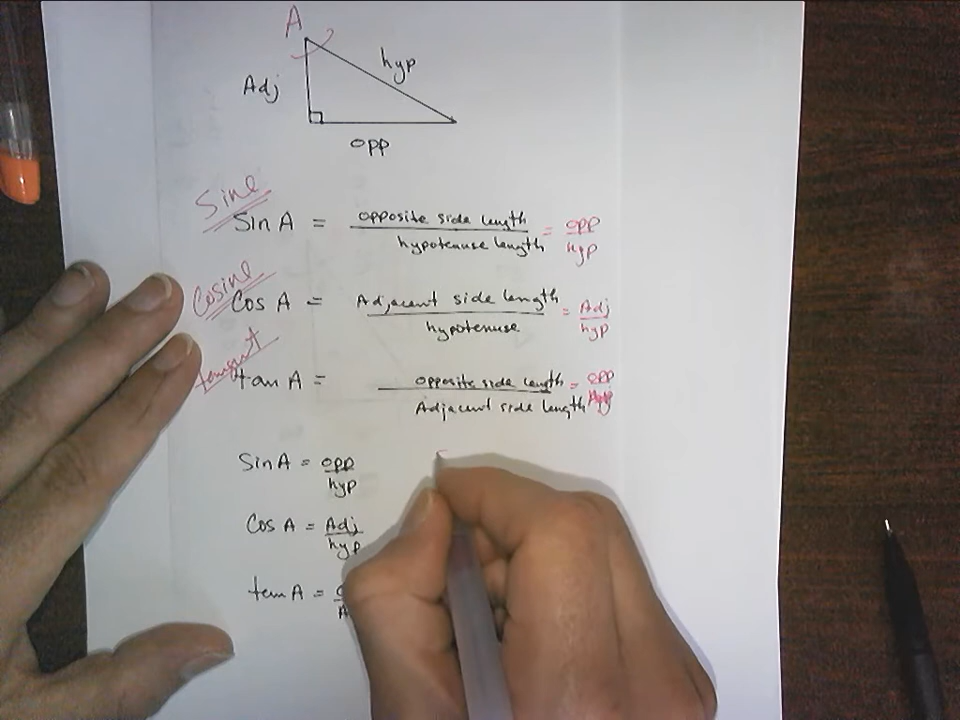 A
Adj
hyp
opp
Sine
Sin A = opposite side length / hypotenuse length = opp / hyp
Cosine
Cos A = Adjacent side length / hypotenuse = Adj / hyp
tangent
tan A = opposite side length / Adjacent side length = opp
Sin A = opp / hyp
Cos A = Adj / hyp
tan A =